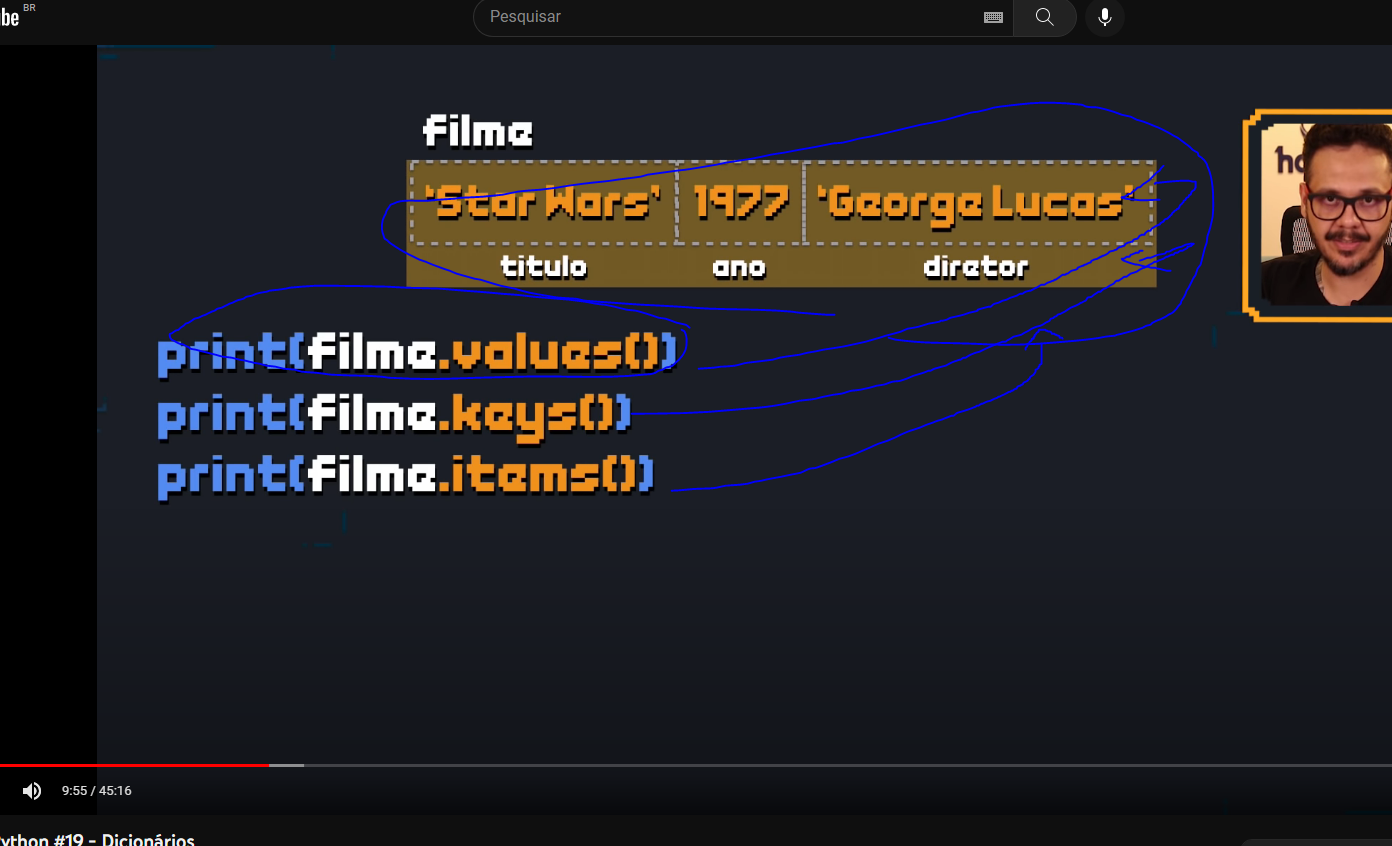 be BR
Pesquisar
filme
'Star Wars' 1977 'George Lucas'
titulo ano diretor
print(filme.values())
print(filme.keys())
print(filme.items())
9:55 / 45:16
ython #19 - Dicionários